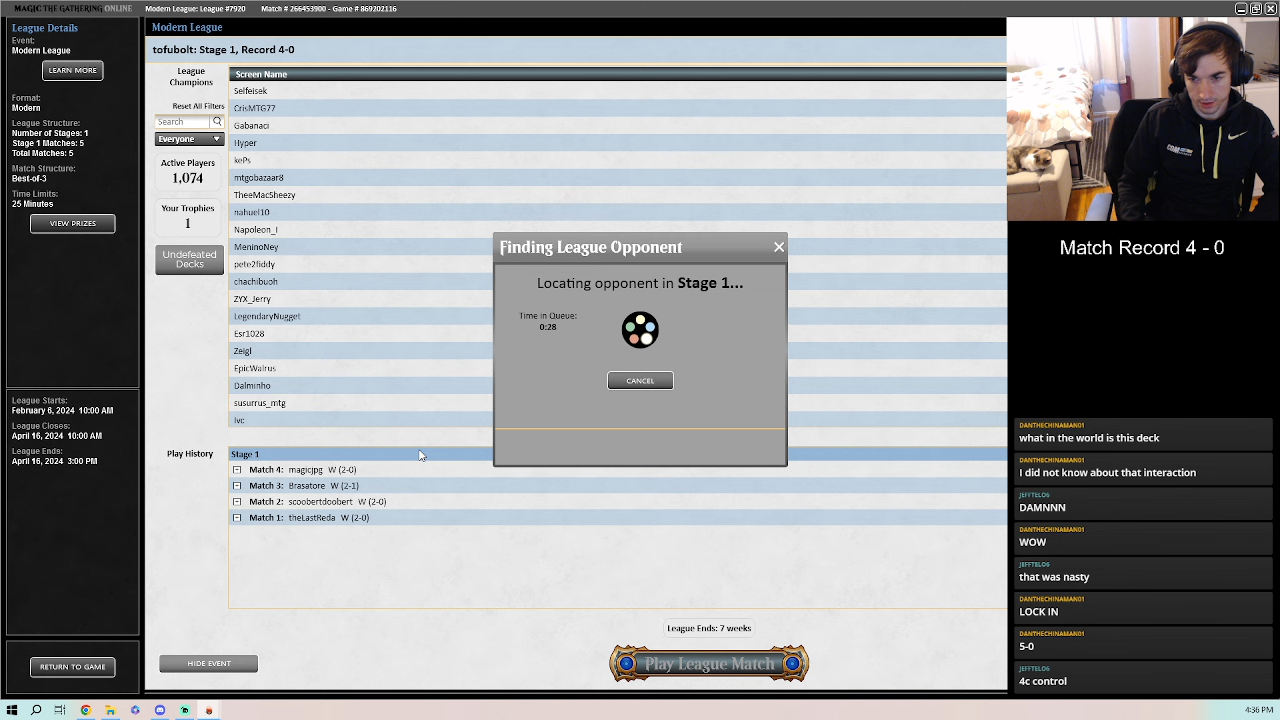 MAGIC THE GATHERING ONLINE Modern League: League #7920 Match # 266453900 - Game # 869202116
League Details
Event:
Modern League
LEARN MORE
Format:
Modern
League Structure:
Number of Stages: 1
Stage 1 Matches: 5
Total Matches: 5
Match Structure:
Best-of-3
Time Limits:
25 Minutes
VIEW PRIZES
League Starts:
February 6, 2024 10:00 AM
League Closes:
April 16, 2024 10:00 AM
League Ends:
April 16, 2024 3:00 PM
RETURN TO GAME
Modern League
tofubolt: Stage 1, Record 4-0
League
Champions
Reset All Filters
Search
Everyone
Active Players
1,074
Your Trophies
1
Undefeated
Decks
Screen Name
Selfeisek
CrisMTG77
Gabanaci
Hyper
kePs
mtgobazaar8
TheeMacSheezy
nahuel10
Napoleon_I
MeninoNey
pete2fiddy
chachibuoh
ZYX_Jerry
LegendaryNugget
Esr1028
Zeigl
EpicWalrus
Dalminho
susurrus_mtg
Play History
Stage 1
Match 4: magicjpg W (2-0)
Match 3: Brasatore W (2-1)
Match 2: scoobertdoobert W (2-0)
Match 1: theLastReda W (2-0)
Finding League Opponent
Locating opponent in Stage 1...
Time in Queue:
0:28
CANCEL
League Ends: 7 weeks
HIDE EVENT
Play League Match
Match Record 4 - 0
DANTHECHINAMAN01
what in the world is this deck
DANTHECHINAMAN01
I did not know about that interaction
JEFFTELO6
DAMNNN
DANTHECHINAMAN01
WOW
JEFFTELO6
that was nasty
DANTHECHINAMAN01
LOCK IN
DANTHECHINAMAN01
5-0
JEFFTELO6
4c control
4:36 PM